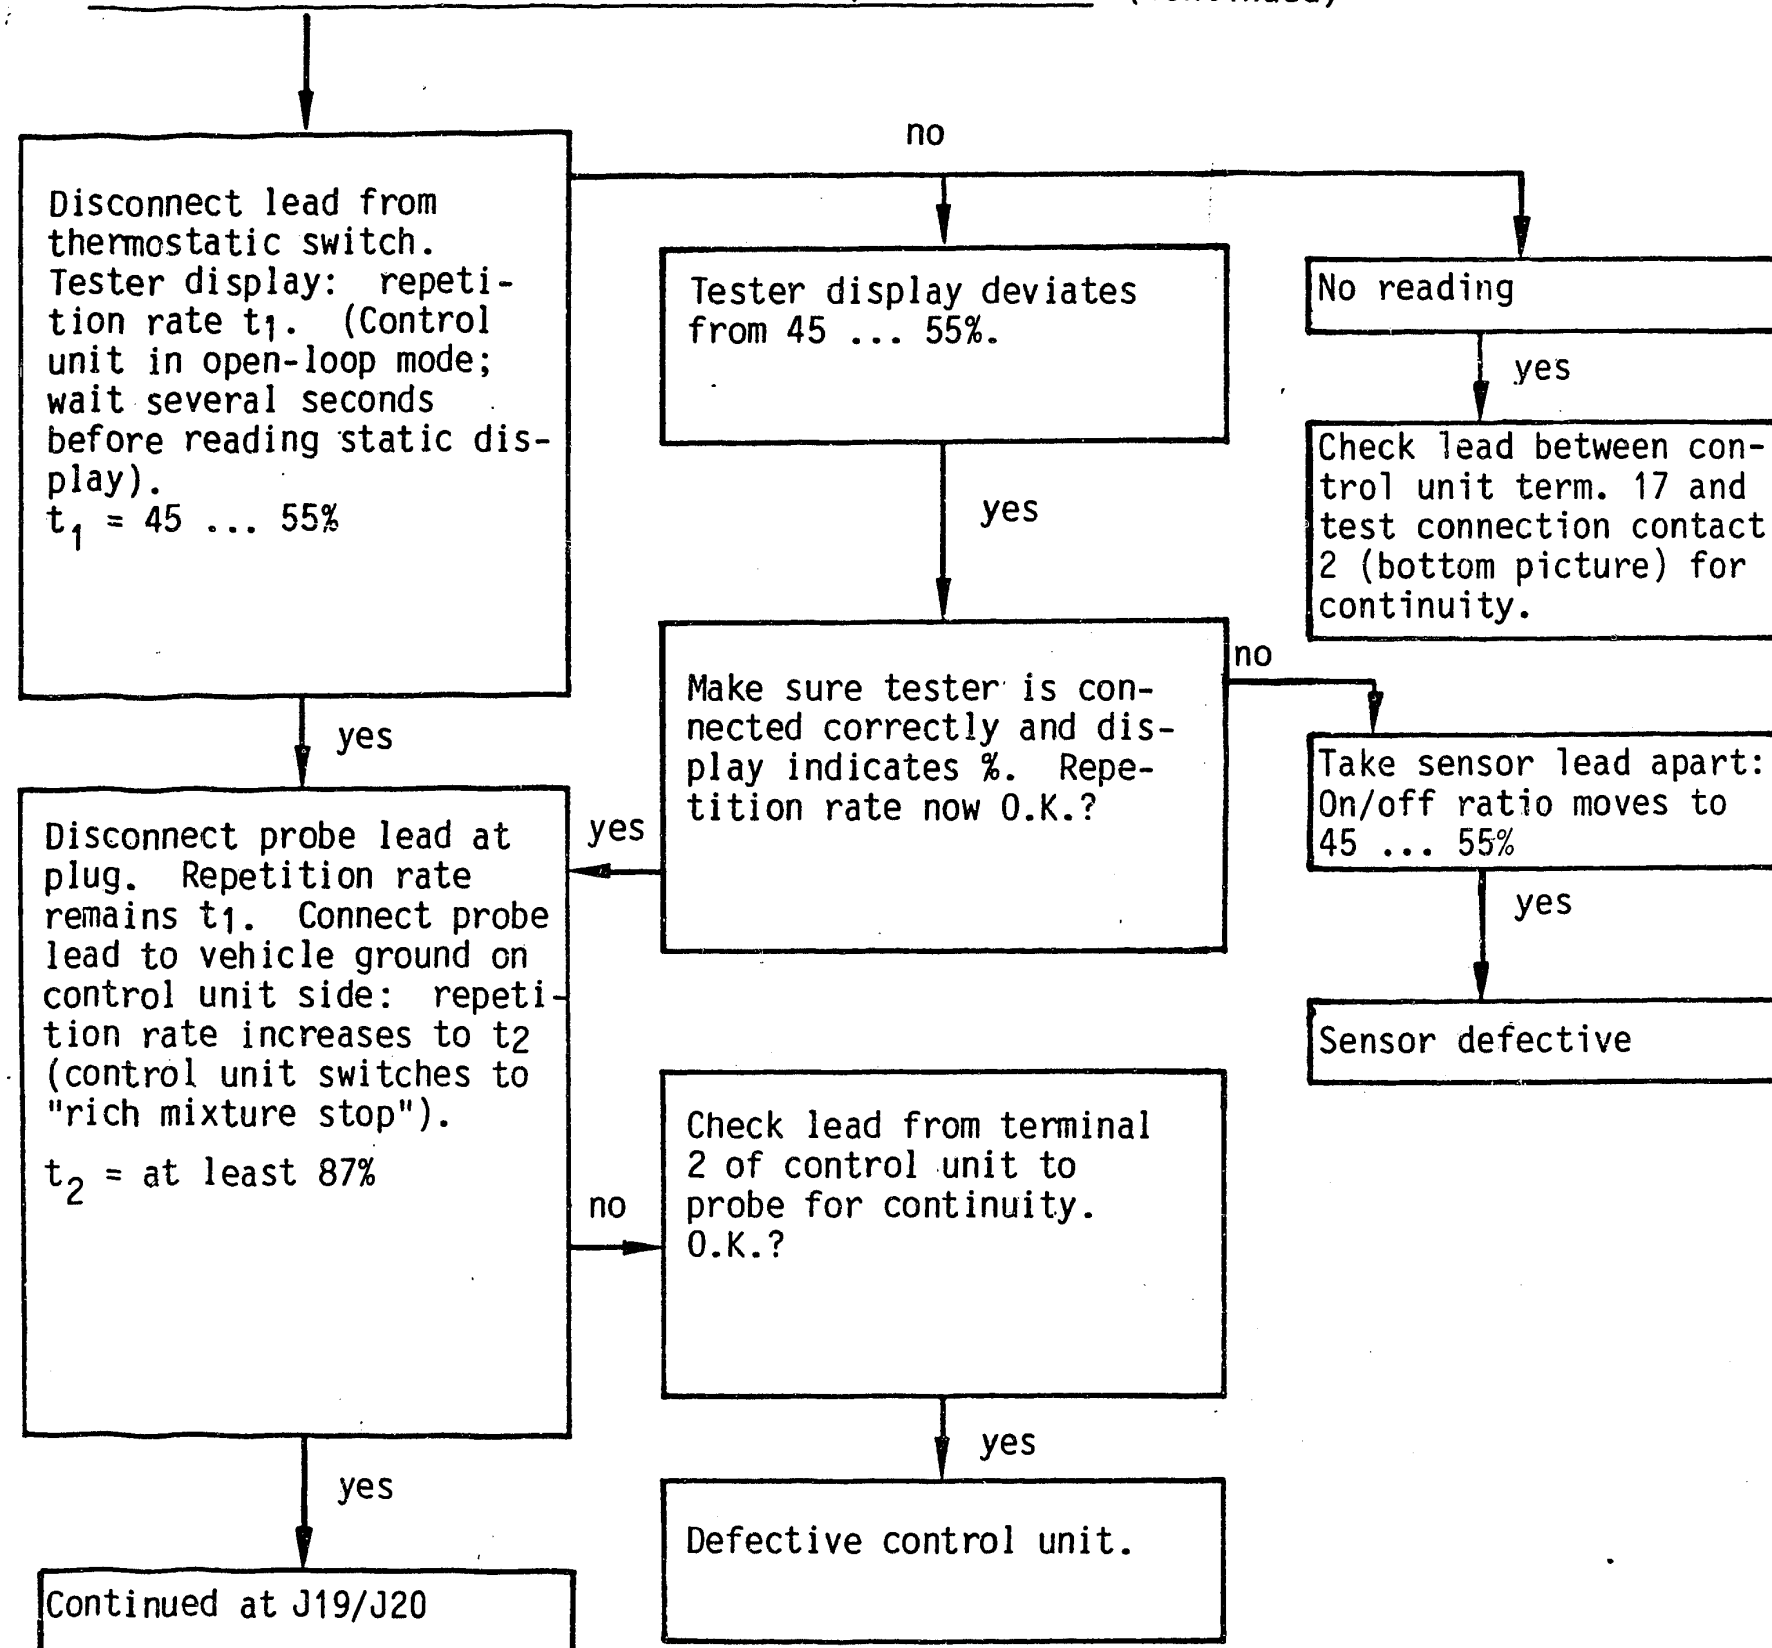 no
Disconnect lead from
thermostatic switch.
Tester display: repeti-
tion rate t1. (Control
unit in open-loop mode;
wait several seconds
before reading static dis-
play).
t1 = 45 ... 55%
Tester display deviates
from 45 ... 55%.
No reading
yes
Check lead between con-
trol unit term. 17 and
test connection contact
2 (bottom picture) for
continuity.
yes
yes
Make sure tester is con-
nected correctly and dis-
play indicates %. Repe-
tition rate now O.K.?
no
Take sensor lead apart:
On/off ratio moves to
45 ... 55%
yes
Sensor defective
yes
Disconnect probe lead at
plug. Repetition rate
remains t1. Connect probe
lead to vehicle ground on
control unit side: repeti-
tion rate increases to t2
(control unit switches to
"rich mixture stop").
t2 = at least 87%
no
Check lead from terminal
2 of control unit to
probe for continuity.
O.K.?
yes
Defective control unit.
yes
Continued at J19/J20